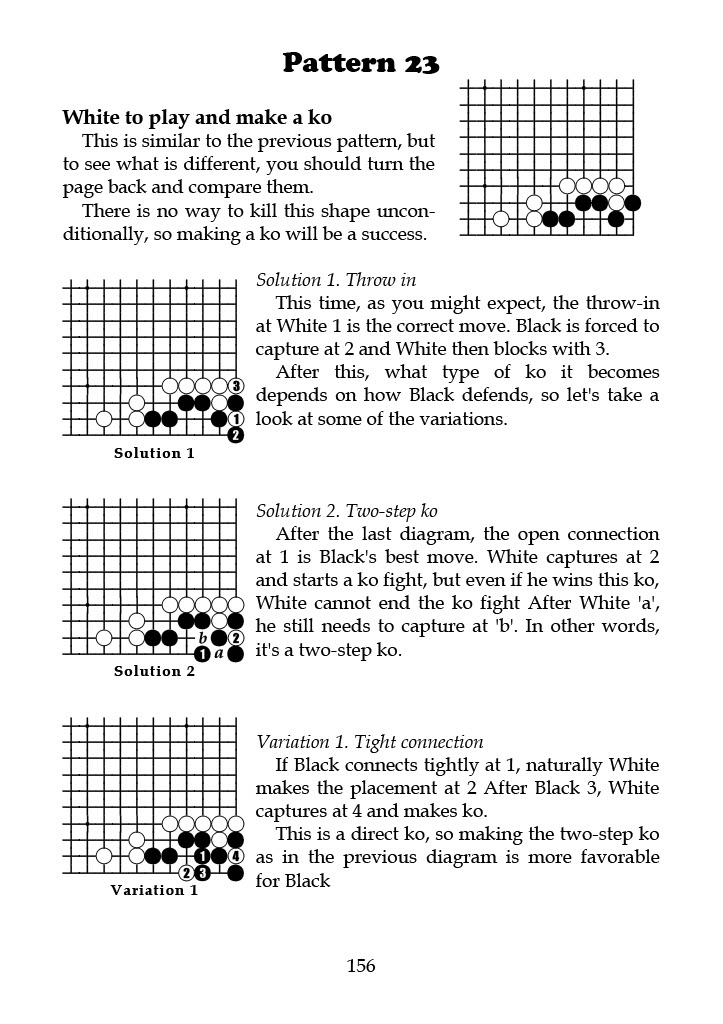 Pattern 23
White to play and make a ko
This is similar to the previous pattern, but
to see what is different, you should turn the
page back and compare them.
There is no way to kill this shape uncon-
ditionally, so making a ko will be a success.
Solution 1. Throw in
This time, as you might expect, the throw-in
at White 1 is the correct move. Black is forced to
capture at 2 and White then blocks with 3.
After this, what type of ko it becomes
depends on how Black defends, so let's take a
look at some of the variations.
3
1
2
Solution 1
Solution 2. Two-step ko
After the last diagram, the open connection
at 1 is Black's best move. White captures at 2
and starts a ko fight, but even if he wins this ko,
White cannot end the ko fight After White 'a',
he still needs to capture at 'b'. In other words,
it's a two-step ko.
b 2
1 a
Solution 2
Variation 1. Tight connection
If Black connects tightly at 1, naturally White
makes the placement at 2 After Black 3, White
captures at 4 and makes ko.
This is a direct ko, so making the two-step ko
as in the previous diagram is more favorable
for Black
1 4
2 3
Variation 1
156